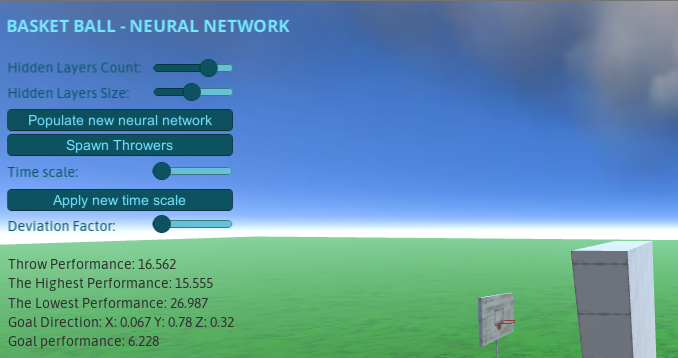 BASKET BALL - NEURAL NETWORK
Hidden Layers Count:
Hidden Layers Size:
Populate new neural network
Spawn Throwers
Time scale:
Apply new time scale
Deviation Factor:
Throw Performance: 16.562
The Highest Performance: 15.555
The Lowest Performance: 26.987
Goal Direction: X: 0.067 Y: 0.78 Z: 0.32
Goal performance: 6.228